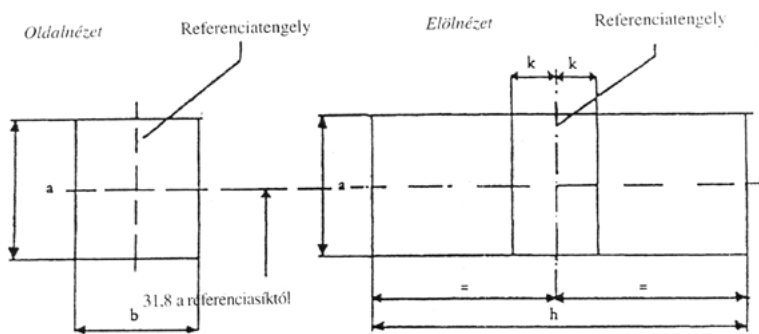 Oldalnézet
Referenciatengely
Elölnézet
Referenciatengely
k
k
a
a
31.8 a referenciasíktól
b
=
=
h